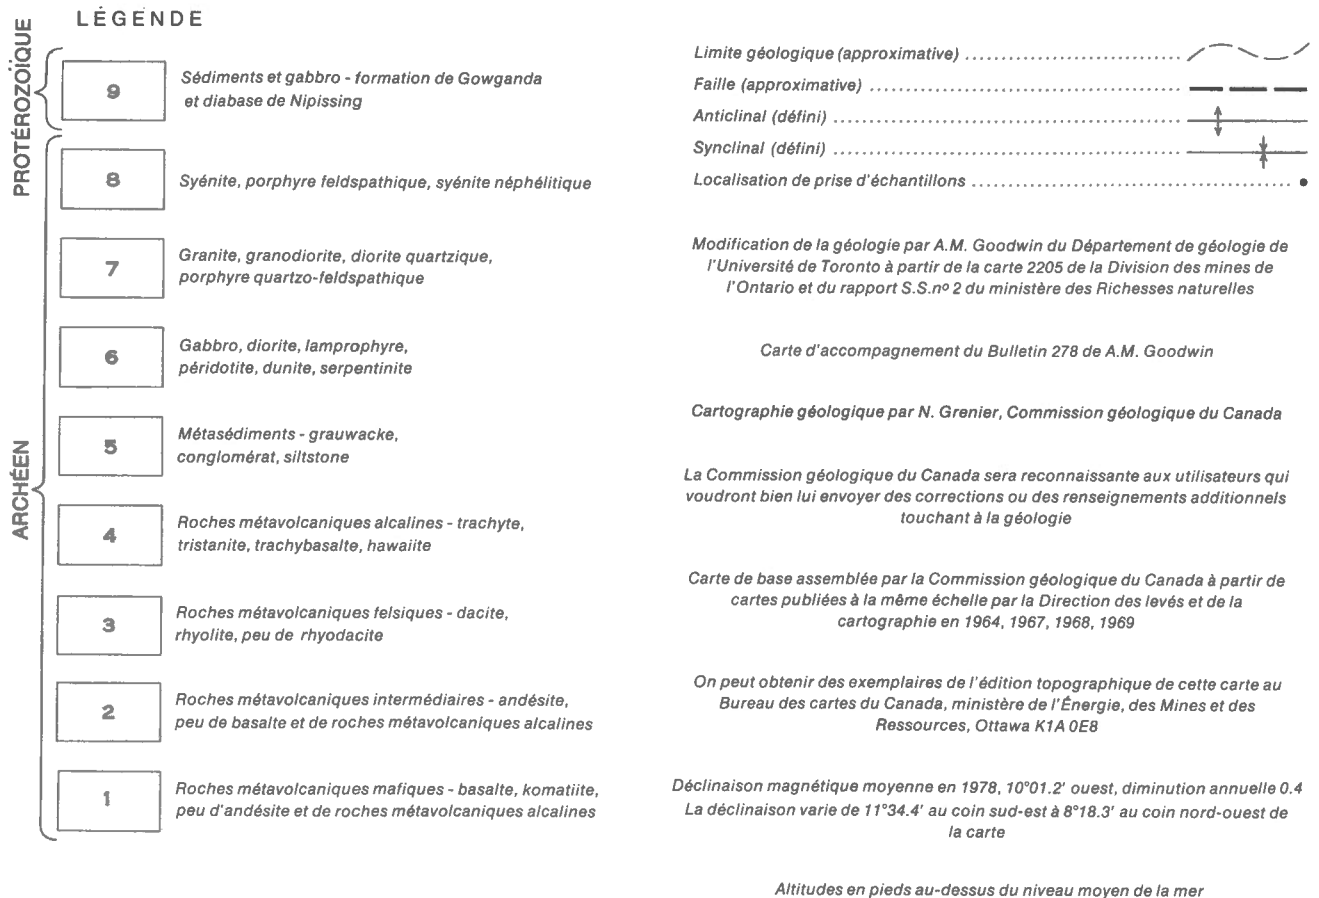 LÉGENDE
PROTÉROZOÏQUE
9
Sédiments et gabbro - formation de Gowganda
et diabase de Nipissing
ARCHÉEN
8
Syénite, porphyre feldspathique, syénite néphélitique
7
Granite, granodiorite, diorite quartzique,
porphyre quartzo-feldspathique
6
Gabbro, diorite, lamprophyre,
péridotite, dunite, serpentinite
5
Métasédiments - grauwacke,
conglomérat, siltstone
4
Roches métavolcaniques alcalines - trachyte,
tristanite, trachybasalte, hawaiite
3
Roches métavolcaniques felsiques - dacite,
rhyolite, peu de rhyodacite
2
Roches métavolcaniques intermédiaires - andésite,
peu de basalte et de roches métavolcaniques alcalines
1
Roches métavolcaniques mafiques - basalte, komatiite,
peu d'andésite et de roches métavolcaniques alcalines
Limite géologique (approximative)
Faille (approximative)
Anticlinal (défini)
Synclinal (défini)
Localisation de prise d'échantillons
Modification de la géologie par A.M. Goodwin du Département de géologie de
l'Université de Toronto à partir de la carte 2205 de la Division des mines de
l'Ontario et du rapport S.S.nº 2 du ministère des Richesses naturelles
Carte d'accompagnement du Bulletin 278 de A.M. Goodwin
Cartographie géologique par N. Grenier, Commission géologique du Canada
La Commission géologique du Canada sera reconnaissante aux utilisateurs qui
voudront bien lui envoyer des corrections ou des renseignements additionnels
touchant à la géologie
Carte de base assemblée par la Commission géologique du Canada à partir de
cartes publiées à la même échelle par la Direction des levés et de la
cartographie en 1964, 1967, 1968, 1969
On peut obtenir des exemplaires de l'édition topographique de cette carte au
Bureau des cartes du Canada, ministère de l'Énergie, des Mines et des
Ressources, Ottawa K1A 0E8
Déclinaison magnétique moyenne en 1978, 10°01.2' ouest, diminution annuelle 0.4
La déclinaison varie de 11°34.4' au coin sud-est à 8°18.3' au coin nord-ouest de
la carte
Altitudes en pieds au-dessus du niveau moyen de la mer